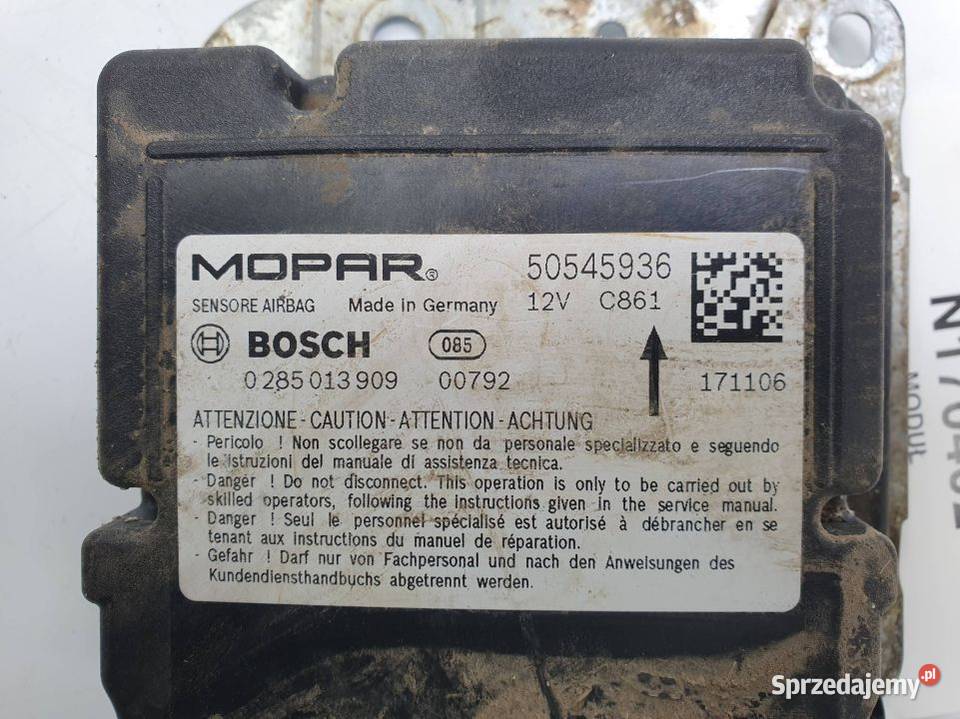 MOPAR® 50545936
SENSORE AIRBAG Made in Germany 12V C861
BOSCH 085
0 285 013 909 00792 171106
ATTENZIONE - CAUTION - ATTENTION - ACHTUNG
- Pericolo ! Non scollegare se non da personale specializzato e seguendo
le istruzioni del manuale di assistenza tecnica.
- Danger ! Do not disconnect. This operation is only to be carried out by
skilled operators, following the instructions given in the service manual.
- Danger ! Seul le personnel spécialisé est autorisé à débrancher en se
tenant aux instructions du manuel de réparation.
- Gefahr ! Darf nur von Fachpersonal und nach den Anweisungen des
Kundendiensthandbuchs abgetrennt werden.
MODUŁ
Sprzedajemy.pl